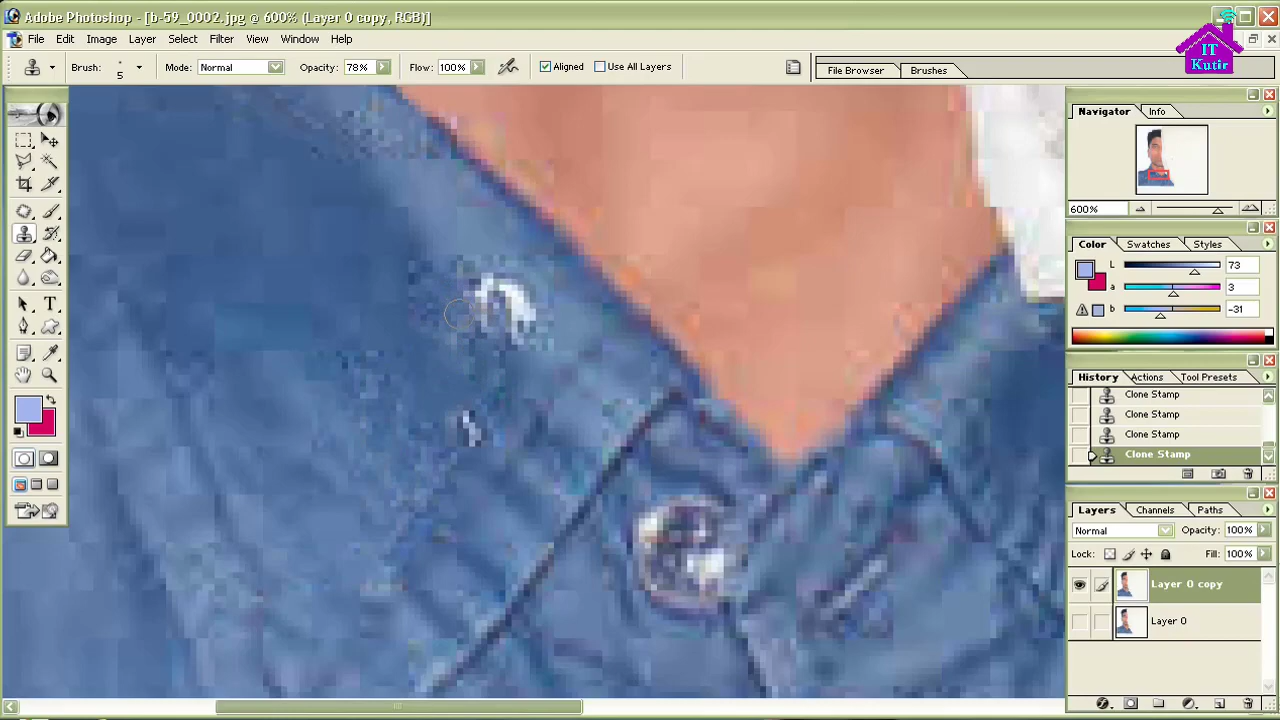 Adobe Photoshop - [b-59_0002.jpg @ 600% (Layer 0 copy, RGB)]
File Edit Image Layer Select Filter View Window Help
IT
Kutir
Brush: 5 Mode: Normal Opacity: 78% Flow: 100% Aligned Use All Layers File Browser Brushes
Navigator Info
600%
Color Swatches Styles
L 73
a 3
b -31
History Actions Tool Presets
Clone Stamp
Clone Stamp
Clone Stamp
Clone Stamp
Layers Channels Paths
Normal Opacity: 100%
Lock: Fill: 100%
Layer 0 copy
Layer 0